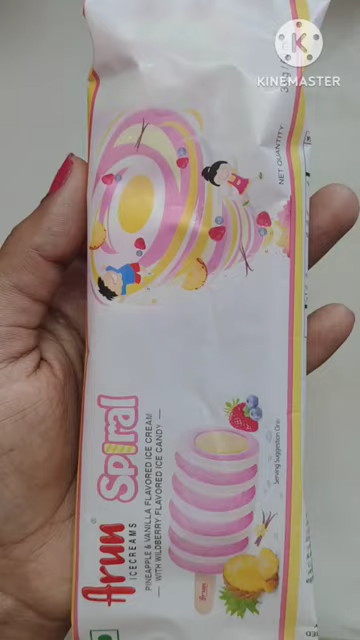 KINEMASTER
NET QUANTITY:
Arun
ICECREAMS
Spiral
PINEAPPLE & VANILLA FLAVORED ICE CREAM
WITH WILDBERRY FLAVORED ICE CANDY
Serving Suggestion Only
Arun